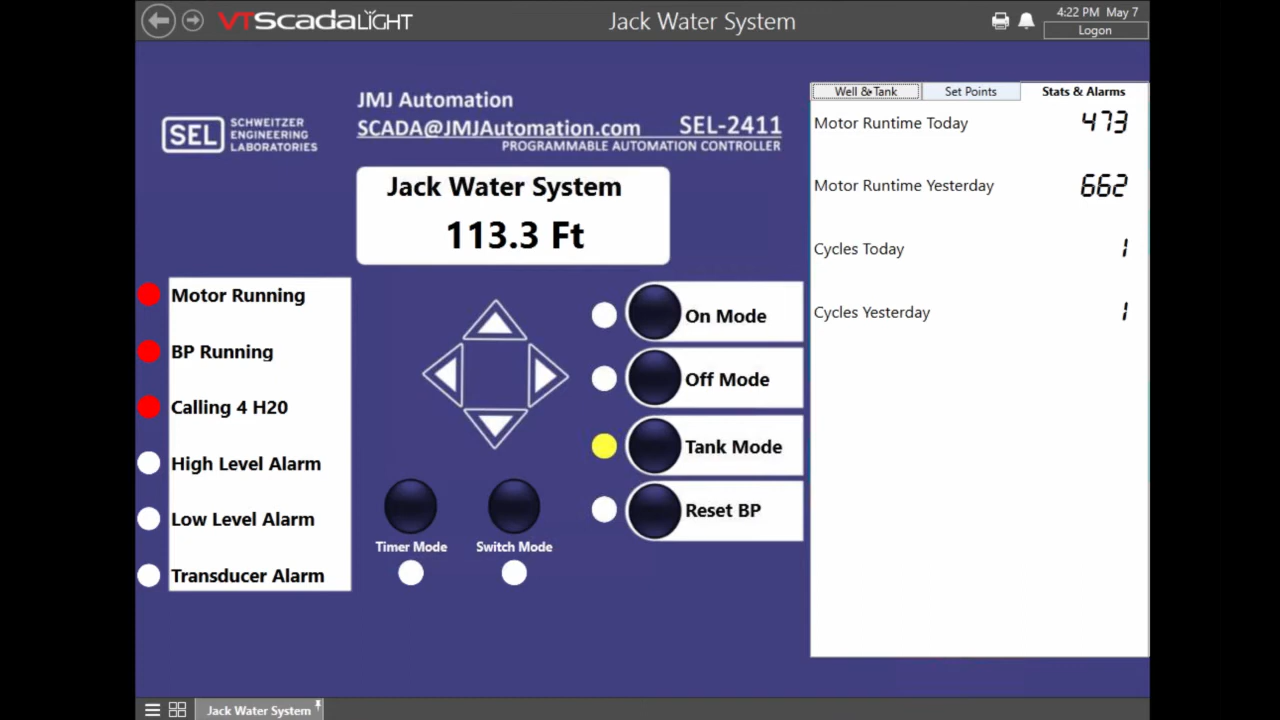 VTScadaLIGHT
Jack Water System
4:22 PM May 7
Logon
JMJ Automation
SCADA@JMJAutomation.com
SEL-2411
PROGRAMMABLE AUTOMATION CONTROLLER
SEL
SCHWEITZER
ENGINEERING
LABORATORIES
Jack Water System
113.3 Ft
Motor Running
BP Running
Calling 4 H20
High Level Alarm
Low Level Alarm
Transducer Alarm
Timer Mode
Switch Mode
On Mode
Off Mode
Tank Mode
Reset BP
Well & Tank
Set Points
Stats & Alarms
Motor Runtime Today 473
Motor Runtime Yesterday 662
Cycles Today 1
Cycles Yesterday 1
Jack Water System